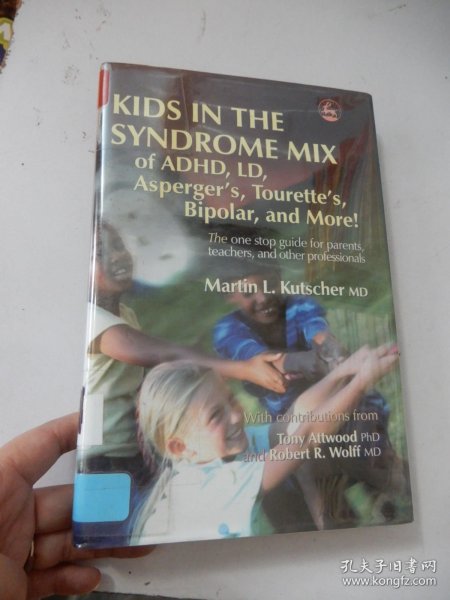 KIDS IN THE
SYNDROME MIX
of ADHD, LD,
Asperger's, Tourette's,
Bipolar, and More!
The one stop guide for parents,
teachers, and other professionals
Martin L. Kutscher MD
With contributions from
Tony Attwood PhD
and Robert R. Wolff MD
孔夫子旧书网
www.kongfz.com